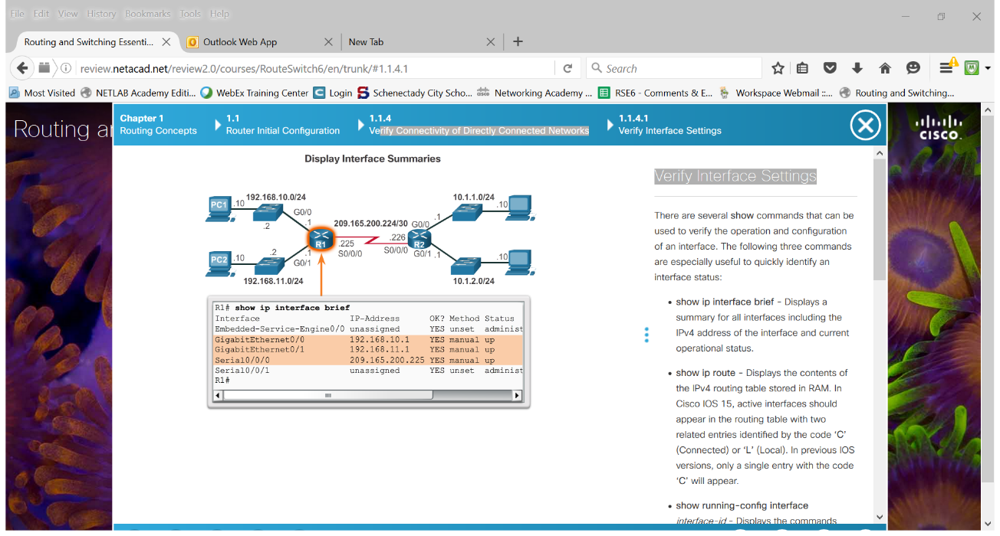 File Edit View History Bookmarks Tools Help
Routing and Switching Essenti... Outlook Web App New Tab
review.netacad.net/review2.0/courses/RouteSwitch6/en/trunk/#1.1.4.1 Search
Most Visited NETLAB Academy Editi... WebEx Training Center Login Schenectady City Scho... Networking Academy ... RSE6 - Comments & E... Workspace Webmail ::... Routing and Switching...
Routing a
Chapter 1 1.1 1.1.4 1.1.4.1
Routing Concepts Router Initial Configuration Verify Connectivity of Directly Connected Networks Verify Interface Settings
CISCO.
Display Interface Summaries
192.168.10.0/24 10.1.1.0/24
PC1 .10 G0/0 .10
.2 .1 209.165.200.224/30 G0/0 .1
R1 .225 .226 R2
S0/0/0 S0/0/0
PC2 .10 .2 .1 G0/1 G0/1 .1 .10
192.168.11.0/24 10.1.2.0/24
R1# show ip interface brief
Interface IP-Address OK? Method Status
Embedded-Service-Engine0/0 unassigned YES unset administ
GigabitEthernet0/0 192.168.10.1 YES manual up
GigabitEthernet0/1 192.168.11.1 YES manual up
Serial0/0/0 209.165.200.225 YES manual up
Serial0/0/1 unassigned YES unset administ
R1#
Verify Interface Settings
There are several show commands that can be
used to verify the operation and configuration
of an interface. The following three commands
are especially useful to quickly identify an
interface status:
• show ip interface brief - Displays a
summary for all interfaces including the
IPv4 address of the interface and current
operational status.
• show ip route - Displays the contents of
the IPv4 routing table stored in RAM. In
Cisco IOS 15, active interfaces should
appear in the routing table with two
related entries identified by the code ‘C’
(Connected) or ‘L’ (Local). In previous IOS
versions, only a single entry with the code
‘C’ will appear.
• show running-config interface
interface-id - Displays the commands